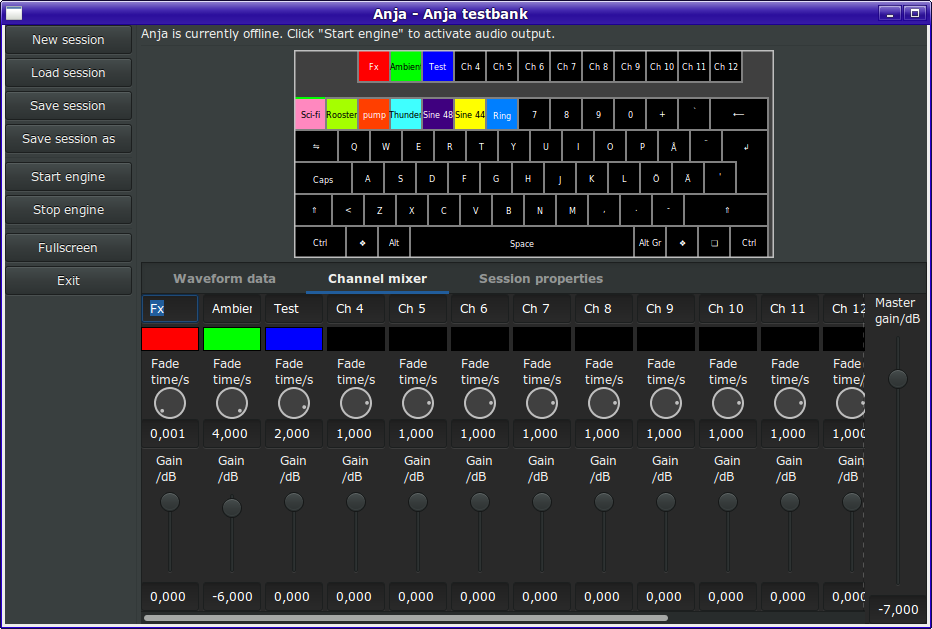 Anja - Anja testbank
New session
Load session
Save session
Save session as
Start engine
Stop engine
Fullscreen
Exit
Anja is currently offline. Click "Start engine" to activate audio output.
Fx Ambien Test Ch 4 Ch 5 Ch 6 Ch 7 Ch 8 Ch 9 Ch 10 Ch 11 Ch 12
Sci-fi Rooster pump Thunder Sine 48 Sine 44 Ring 7 8 9 0 + ´ ⟵
⇋ Q W E R T Y U I O P Å ¨ ↲
Caps A S D F G H J K L Ö Ä '
⇑ < Z X C V B N M , . - ⇑
Ctrl ❖ Alt Space Alt Gr ❖ ❏ Ctrl
Waveform data Channel mixer Session properties
Fx Ambier Test Ch 4 Ch 5 Ch 6 Ch 7 Ch 8 Ch 9 Ch 10 Ch 11 Ch 12
Fade Fade Fade Fade Fade Fade Fade Fade Fade Fade Fade Fade
time/s time/s time/s time/s time/s time/s time/s time/s time/s time/s time/s time/
0,001 4,000 2,000 1,000 1,000 1,000 1,000 1,000 1,000 1,000 1,000 1,000
Gain Gain Gain Gain Gain Gain Gain Gain Gain Gain Gain Gain
/dB /dB /dB /dB /dB /dB /dB /dB /dB /dB /dB /dB
0,000 -6,000 0,000 0,000 0,000 0,000 0,000 0,000 0,000 0,000 0,000 0,000
Master
gain/dB
-7,000